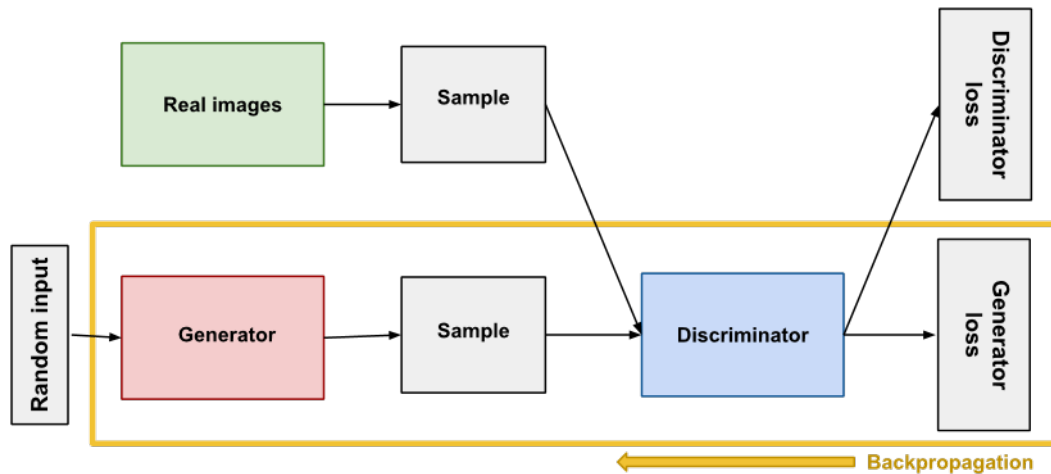 Real images
Sample
Discriminator
loss
Random input
Generator
Sample
Discriminator
Generator
loss
Backpropagation